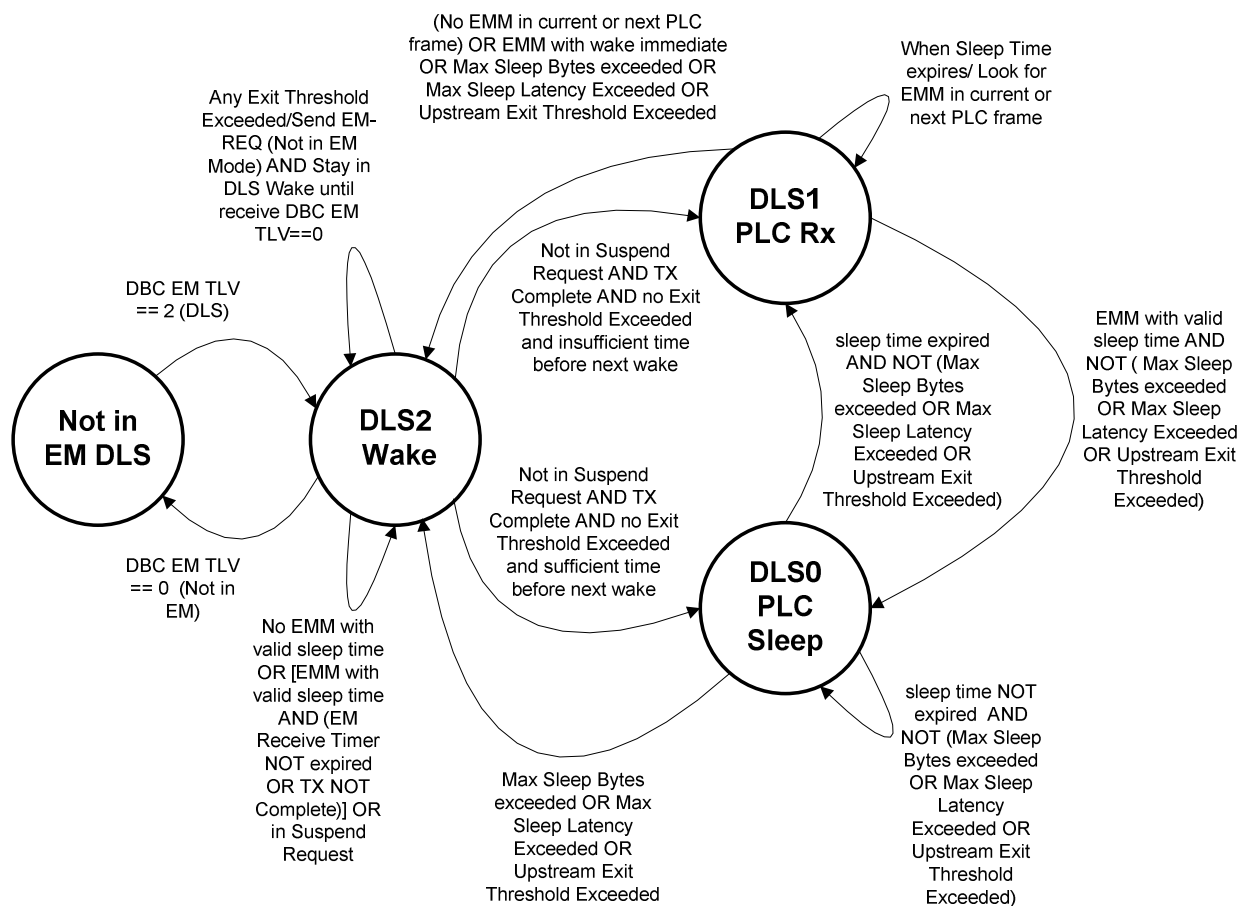 (No EMM in current or next PLC
frame) OR EMM with wake immediate
OR Max Sleep Bytes exceeded OR
Max Sleep Latency Exceeded OR
Upstream Exit Threshold Exceeded
When Sleep Time
expires/ Look for
EMM in current or
next PLC frame
Any Exit Threshold
Exceeded/Send EM-
REQ (Not in EM
Mode) AND Stay in
DLS Wake until
receive DBC EM
TLV==0
DLS1
PLC Rx
Not in Suspend
Request AND TX
Complete AND no Exit
Threshold Exceeded
and insufficient time
before next wake
DBC EM TLV
== 2 (DLS)
sleep time expired
AND NOT (Max
Sleep Bytes
exceeded OR Max
Sleep Latency
Exceeded OR
Upstream Exit
Threshold Exceeded)
EMM with valid
sleep time AND
NOT ( Max Sleep
Bytes exceeded
OR Max Sleep
Latency Exceeded
OR Upstream Exit
Threshold
Exceeded)
Not in
EM DLS
DLS2
Wake
Not in Suspend
Request AND TX
Complete AND no Exit
Threshold Exceeded
and sufficient time
before next wake
DBC EM TLV
== 0 (Not in
EM)
DLS0
PLC
Sleep
No EMM with
valid sleep time
OR [EMM with
valid sleep time
AND (EM
Receive Timer
NOT expired
OR TX NOT
Complete)] OR
in Suspend
Request
Max Sleep Bytes
exceeded OR Max
Sleep Latency
Exceeded OR
Upstream Exit
Threshold Exceeded
sleep time NOT
expired AND
NOT (Max Sleep
Bytes exceeded
OR Max Sleep
Latency
Exceeded OR
Upstream Exit
Threshold
Exceeded)